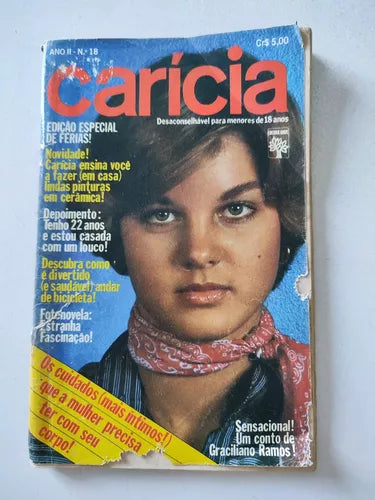 ANO II - N.º 18
Cr$ 5,00
carícia
Desaconselhável para menores de 18 anos
EDIÇÃO ESPECIAL
DE FÉRIAS!
Novidade!
Carícia ensina você
a fazer (em casa)
lindas pinturas
em cerâmica!
Depoimento:
Tenho 22 anos
e estou casada
com um louco!
Descubra como
é divertido
(e saudável) andar
de bicicleta!
Fotonovela:
Estranha
Fascinação!
Os cuidados (mais íntimos!)
que a mulher precisa
ter com seu
corpo!
Sensacional!
Um conto de
Graciliano Ramos!